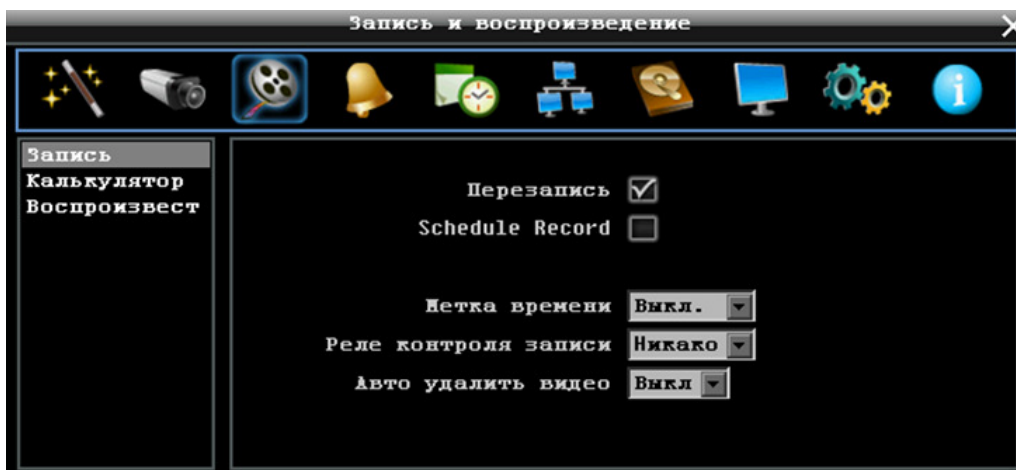 Запись и воспроизведение
Запись
Калькулятор
Воспроизвест
Перезапись
Schedule Record
Метка времени Выкл.
Реле контроля записи Никако
Авто удалить видео Выкл